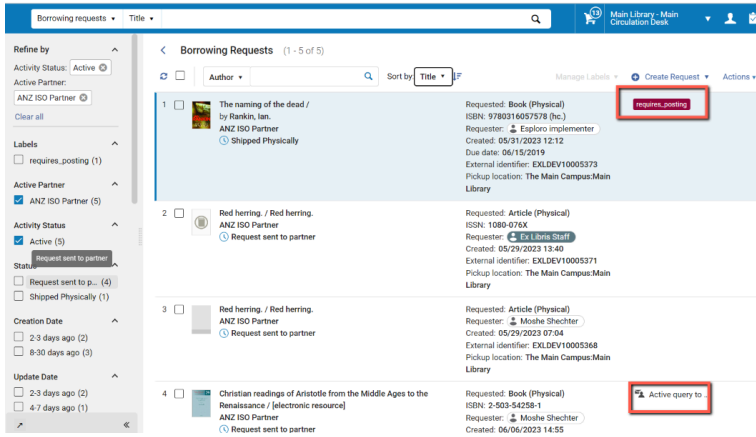 Borrowing requests
Title
13
Main Library - Main
Circulation Desk
Refine by
Activity Status: Active
Active Partner:
ANZ ISO Partner
Clear all
Labels
requires_posting (1)
Active Partner
ANZ ISO Partner (5)
Activity Status
Active (5)
Request sent to partner
Status
Request sent to p... (4)
Shipped Physically (1)
Creation Date
2-3 days ago (2)
8-30 days ago (3)
Update Date
2-3 days ago (2)
4-7 days ago (1)
Borrowing Requests (1 - 5 of 5)
Author
Sort by: Title
Manage Labels
Create Request
Actions
1
The naming of the dead /
by Rankin, Ian.
ANZ ISO Partner
Shipped Physically
Requested: Book (Physical)
ISBN: 9780316057578 (hc.)
Requester: Esploro implementer
Created: 05/31/2023 12:12
Due date: 06/15/2019
External identifier: EXLDEV10005373
Pickup location: The Main Campus:Main
Library
requires_posting
2
Red herring. / Red herring.
ANZ ISO Partner
Request sent to partner
Requested: Article (Physical)
ISSN: 1080-076X
Requester: Ex Libris Staff
Created: 05/29/2023 13:40
External identifier: EXLDEV10005371
Pickup location: The Main Campus:Main
Library
3
Red herring. / Red herring.
ANZ ISO Partner
Request sent to partner
Requested: Article (Physical)
Requester: Moshe Shechter
Created: 05/29/2023 07:04
External identifier: EXLDEV10005368
Pickup location: The Main Campus:Main
Library
4
Christian readings of Aristotle from the Middle Ages to the
Renaissance / [electronic resource]
ANZ ISO Partner
Request sent to partner
Requested: Book (Physical)
ISBN: 2-503-54258-1
Requester: Moshe Shechter
Created: 06/06/2023 14:55
Active query to ..